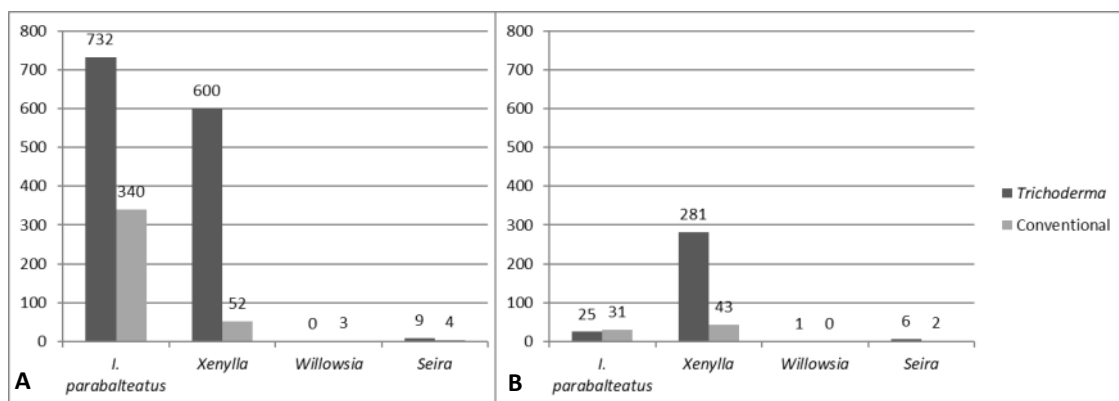 800
700
600
500
400
300
200
100
0
732
340
600
52
0 3
9 4
I. parabalteatus
Xenylla
Willowsia
Seira
A
800
700
600
500
400
300
200
100
0
25 31
281
43
1 0
6 2
I. parabalteatus
Xenylla
Willowsia
Seira
B
Trichoderma
Conventional